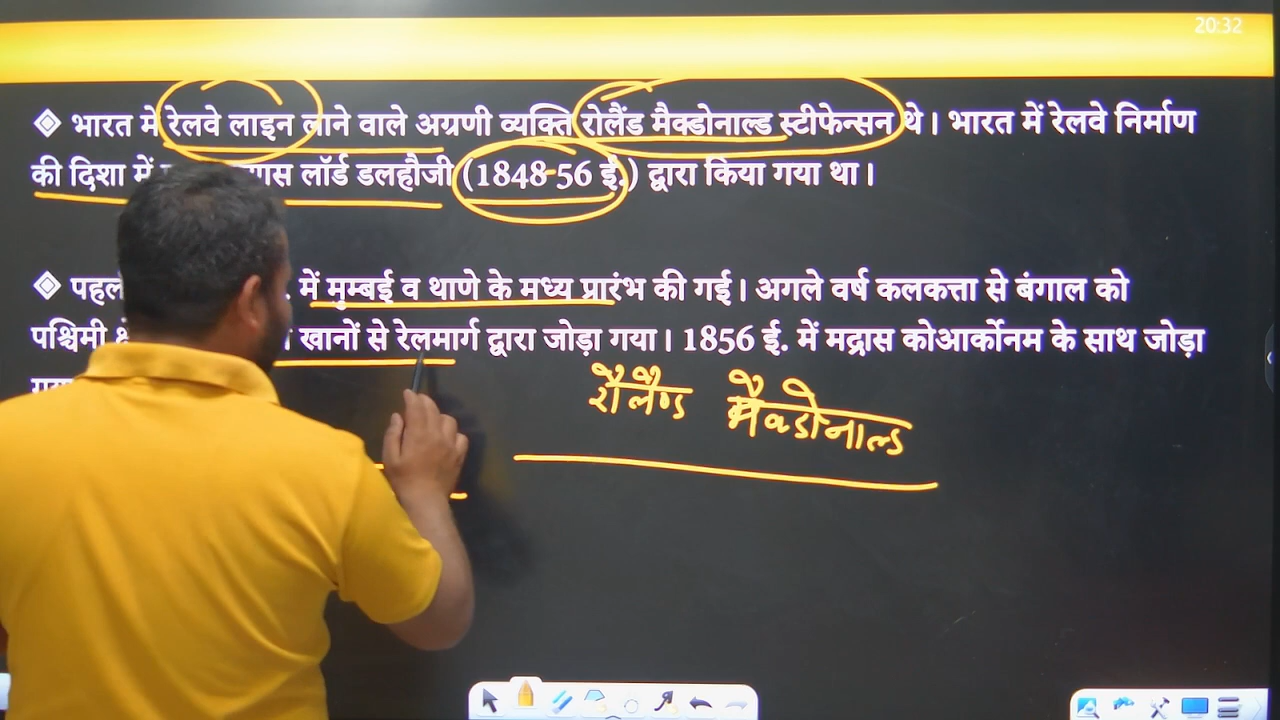 20:32
भारत में रेलवे लाइन लाने वाले अग्रणी व्यक्ति रोलैंड मैक्डोनाल्ड स्टीफेन्सन थे। भारत में रेलवे निर्माण
की दिशा में लॉर्ड डलहौजी (1848-56 ई.) द्वारा किया गया था।
में मुम्बई व थाणे के मध्य प्रारंभ की गई। अगले वर्ष कलकत्ता से बंगाल को
पश्चिमी खानों से रेलमार्ग द्वारा जोड़ा गया। 1856 ई. में मद्रास कोआर्कोनम के साथ जोड़ा
रौलैण्ड मैक्डोनाल्ड